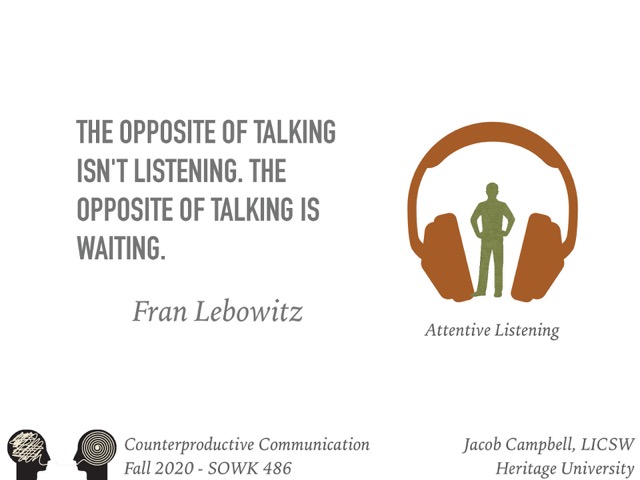 THE OPPOSITE OF TALKING
ISN'T LISTENING. THE
OPPOSITE OF TALKING IS
WAITING.
Fran Lebowitz
Attentive Listening
Counterproductive Communication
Fall 2020 - SOWK 486
Jacob Campbell, LICSW
Heritage University